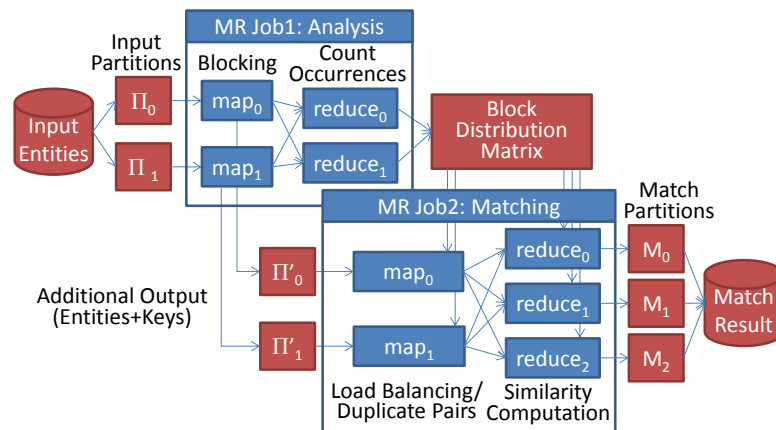 MR Job1: Analysis
Input
Partitions
Blocking
Count
Occurrences
Π₀
map₀
reduce₀
Block
Distribution
Matrix
Input
Entities
Π₁
map₁
reduce₁
MR Job2: Matching
Match
Partitions
Π'₀
map₀
reduce₀
M₀
Additional Output
(Entities+Keys)
reduce₁
M₁
Match
Result
Π'₁
map₁
reduce₂
M₂
Load Balancing/
Duplicate Pairs
Similarity
Computation